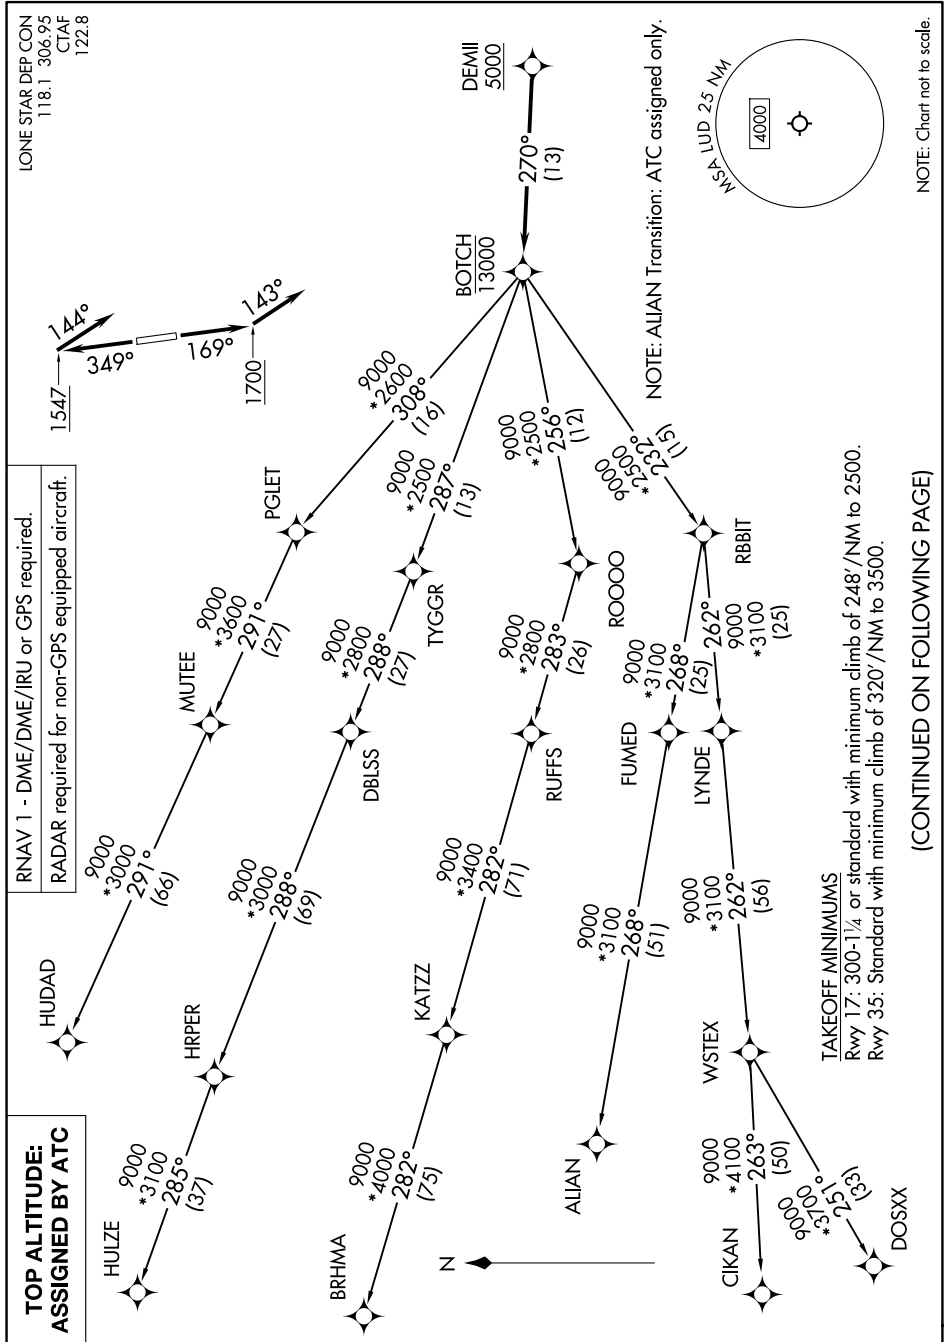 TOP ALTITUDE:
ASSIGNED BY ATC
RNAV 1 - DME/DME/IRU or GPS required.
RADAR required for non-GPS equipped aircraft.
LONE STAR DEP CON
118.1 306.95
CTAF
122.8
1547
144°
349°
169°
1700
143°
HUDAD
9000
*3000
291°
(66)
MUTEE
9000
*3600
291°
(27)
PGLET
9000
*2600
308°
(16)
HULZE
9000
*3100
285°
(37)
HRPER
9000
*3000
288°
(69)
DBLSS
9000
*2800
288°
(27)
TYGGR
9000
*2500
287°
(13)
BOTCH
13000
270°
(13)
DEMII
5000
BRHMA
9000
*4000
282°
(75)
KATZZ
9000
*3400
282°
(71)
RUFFS
9000
*2800
283°
(26)
ROOOO
9000
*2500
256°
(12)
N
ALIAN
9000
*3100
268°
(51)
FUMED
9000
*3100
268°
(25)
RBBIT
9000
*2500
232°
(15)
CIKAN
9000
*4100
263°
(50)
WSTEX
9000
*3100
262°
(56)
LYNDE
262°
9000
*3100
(25)
DOSXX
9000
*3700
251°
(33)
NOTE: ALIAN Transition: ATC assigned only.
MSA LUD 25 NM
4000
TAKEOFF MINIMUMS
Rwy 17: 300-1¼ or standard with minimum climb of 248'/NM to 2500.
Rwy 35: Standard with minimum climb of 320'/NM to 3500.
(CONTINUED ON FOLLOWING PAGE)
NOTE: Chart not to scale.